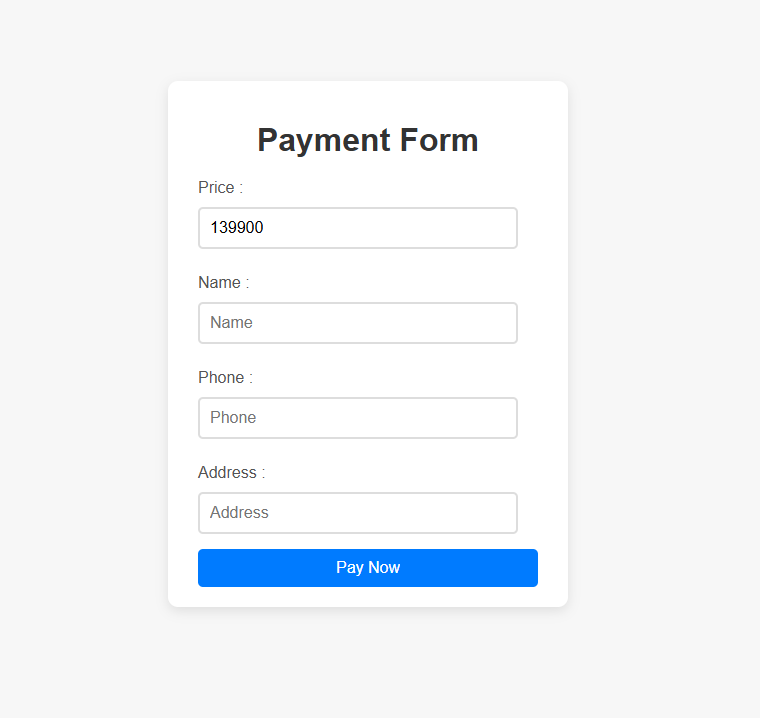 Payment Form
Price :
139900
Name :
Name
Phone :
Phone
Address :
Address
Pay Now